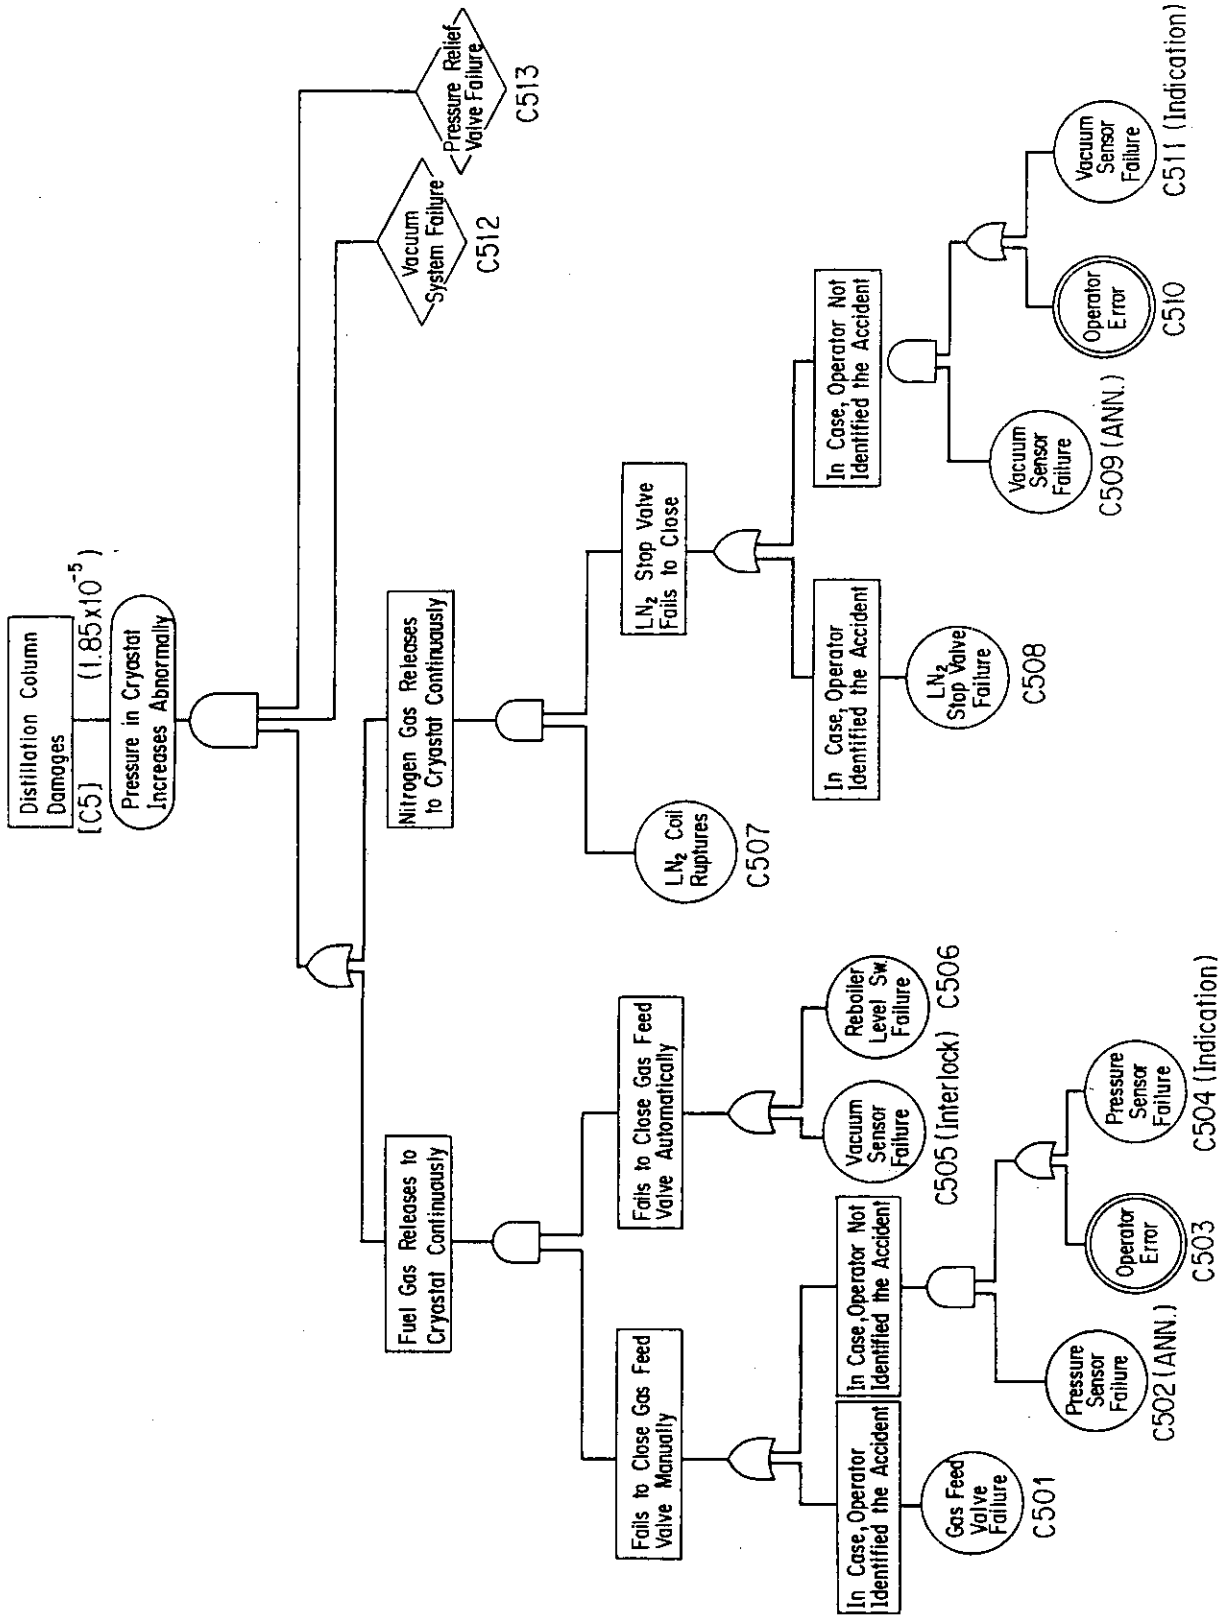 Distillation Column
Damages
[C5] (1.85x10⁻⁵)
Pressure in Cryostat
Increases Abnormally
Fuel Gas Releases to
Cryostat Continuously
Nitrogen Gas Releases
to Cryastat Continuously
Vacuum
System Failure
C512
Pressure Relief
Valve Failure
C513
Fails to Close Gas Feed
Valve Manually
Fails to Close Gas Feed
Valve Automatically
LN₂ Coil
Ruptures
C507
LN₂ Stop Valve
Fails to Close
In Case, Operator
Identified the Accident
In Case, Operator Not
Identified the Accident
Vacuum
Sensor
Failure
C505 (Interlock)
Reboiler
Level Sw.
Failure
C506
In Case, Operator
Identified the Accident
In Case, Operator Not
Identified the Accident
Gas Feed
Valve
Failure
C501
Pressure
Sensor
Failure
C502 (ANN.)
Operator
Error
C503
Pressure
Sensor
Failure
C504 (Indication)
LN₂
Stop Valve
Failure
C508
Vacuum
Sensor
Failure
C509 (ANN.)
Operator
Error
C510
Vacuum
Sensor
Failure
C511 (Indication)